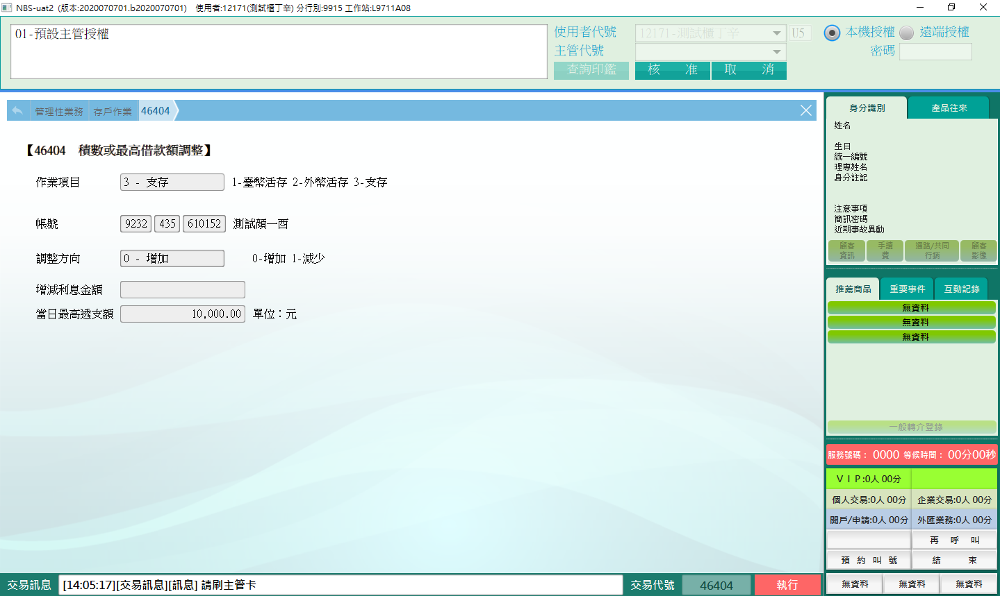 NBS-uat2 (版本:2020070701.b2020070701) 使用者:12171(測試櫃丁辛) 分行別:9915 工作站:L9711A08
01-預設主管授權
使用者代號 12171-測試櫃丁辛 U5 本機授權 遠端授權
主管代號 密碼
查詢印鑑 核 准 取 消
管理性業務 存戶作業 46404
【46404 積數或最高借款額調整】
作業項目 3 - 支存 1-臺幣活存 2-外幣活存 3-支存
帳號 9232 435 610152 測試顏一酉
調整方向 0 - 增加 0-增加 1-減少
增減利息金額
當日最高透支額 10,000.00 單位：元
身分識別 產品往來
姓名
生日
統一編號
理專姓名
身分註記
注意事項
簡訊密碼
近期事故異動
顧客資訊 手續費 通路/共同行銷 顧客影像
推薦商品 重要事件 互動記錄
無資料
無資料
無資料
一般轉介登錄
服務號碼： 0000 等候時間： 00分00秒
ＶＩＰ:0人 00分
個人交易:0人 00分 企業交易:0人 00分
開戶/申請:0人 00分 外匯業務:0人 00分
再 呼 叫
預 約 叫 號 結 束
無資料 無資料 無資料
交易訊息 [14:05:17][交易訊息][訊息] 請刷主管卡 交易代號 46404 執行